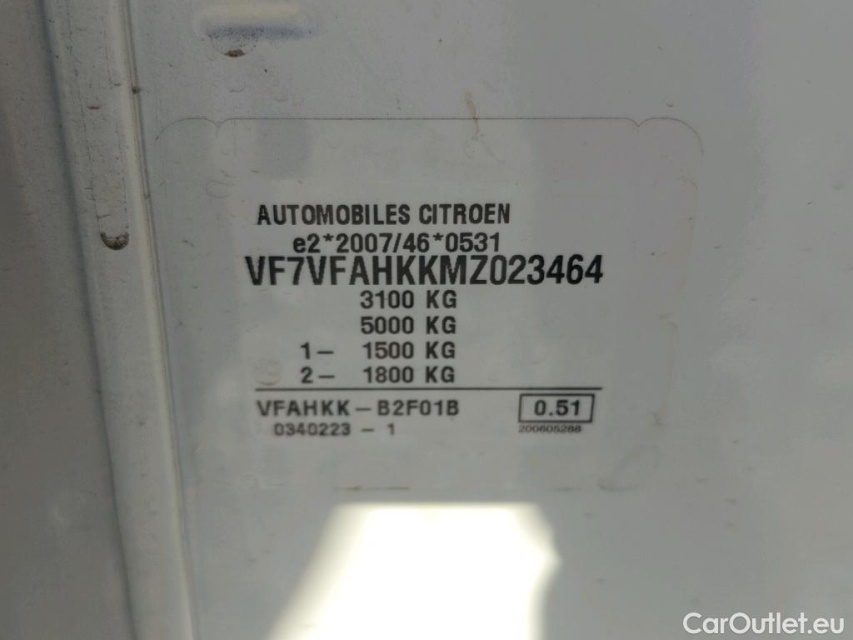 AUTOMOBILES CITROEN
e2*2007/46*0531
VF7VFAHKKMZ023464
3100 KG
5000 KG
1- 1500 KG
2- 1800 KG
VFAHKK-B2F01B 0.51
0340223-1 200605288
CarOutlet.eu